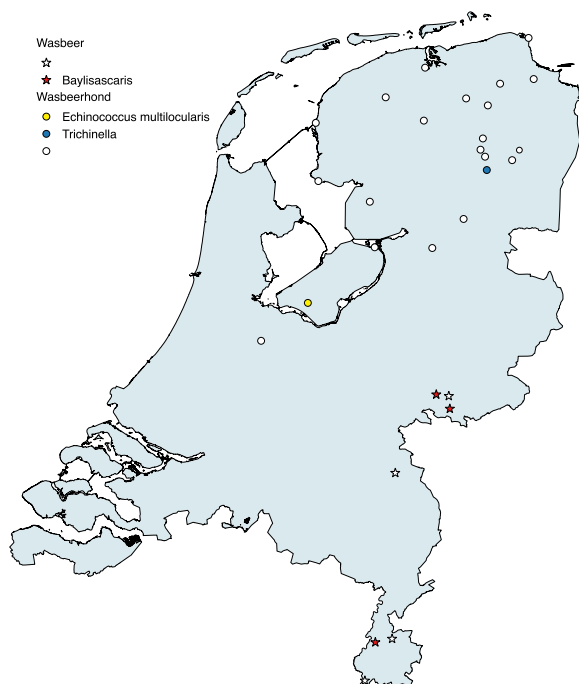 Wasbeer
Baylisascaris
Wasbeerhond
Echinococcus multilocularis
Trichinella